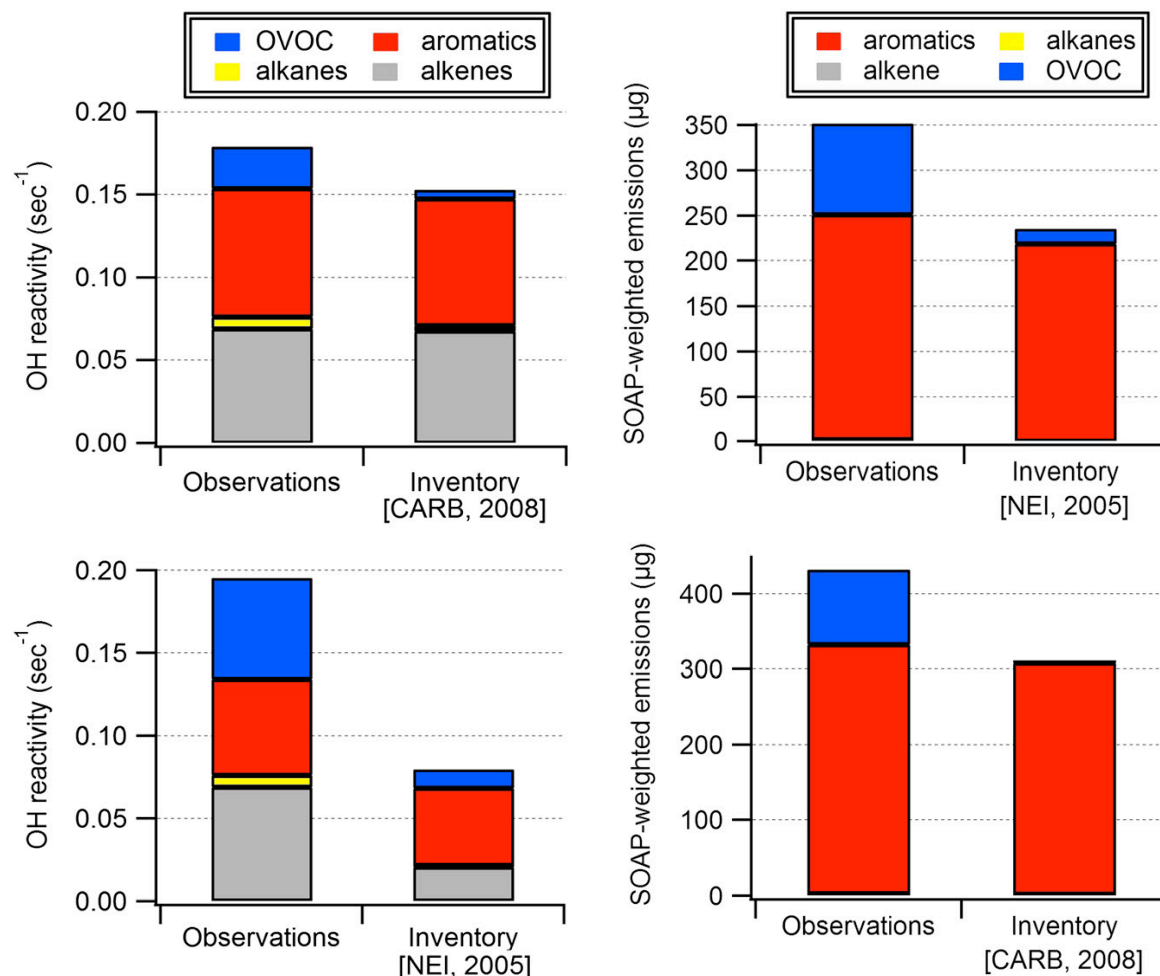 OVOC aromatics
alkanes alkenes
OH reactivity (sec-1)
0.20
0.15
0.10
0.05
0.00
Observations Inventory
[CARB, 2008]
aromatics alkanes
alkene OVOC
SOAP-weighted emissions (µg)
350
300
250
200
150
100
50
0
Observations Inventory
[NEI, 2005]
OH reactivity (sec-1)
0.20
0.15
0.10
0.05
0.00
Observations Inventory
[NEI, 2005]
SOAP-weighted emissions (µg)
400
300
200
100
0
Observations Inventory
[CARB, 2008]